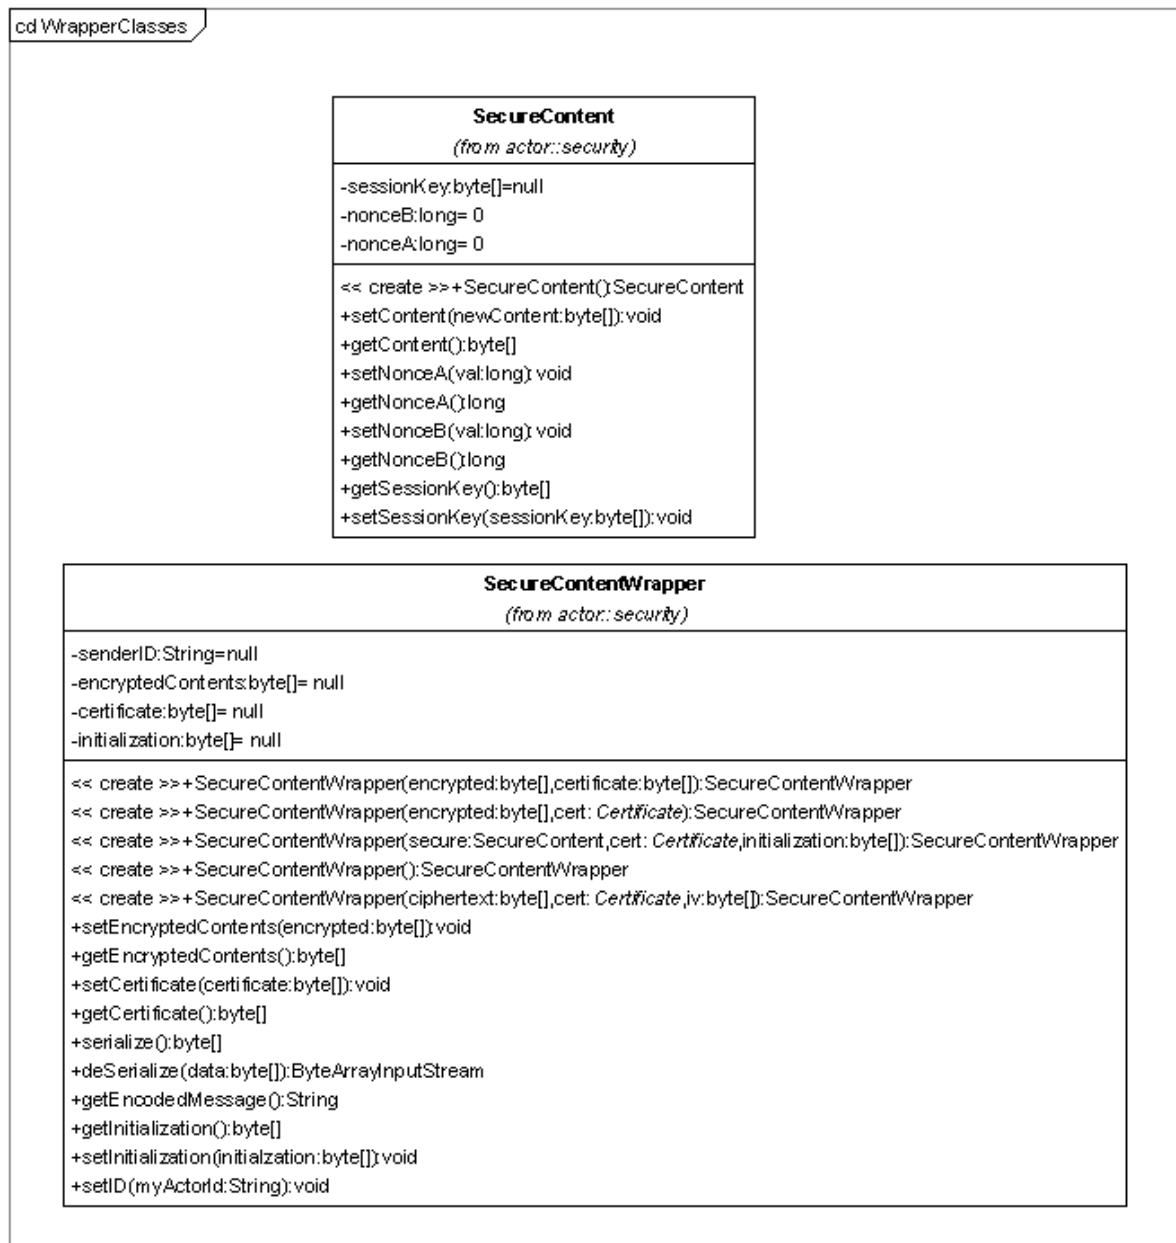 cd WrapperClasses
SecureContent
(from actor::security)
-sessionKey:byte[]=null
-nonceB:long= 0
-nonceA:long= 0
<< create >>+SecureContent():SecureContent
+setContent(newContent:byte[]):void
+getContent():byte[]
+setNonceA(val:long):void
+getNonceA():long
+setNonceB(val:long):void
+getNonceB():long
+getSessionKey():byte[]
+setSessionKey(sessionKey:byte[]):void
SecureContentWrapper
(from actor::security)
-senderID:String=null
-encryptedContents:byte[]= null
-certificate:byte[]= null
-initialization:byte[]= null
<< create >>+SecureContentWrapper(encrypted:byte[],certificate:byte[]):SecureContentWrapper
<< create >>+SecureContentWrapper(encrypted:byte[],cert: Certificate):SecureContentWrapper
<< create >>+SecureContentWrapper(secure:SecureContent,cert: Certificate,initialization:byte[]):SecureContentWrapper
<< create >>+SecureContentWrapper():SecureContentWrapper
<< create >>+SecureContentWrapper(ciphertext:byte[],cert: Certificate,iv:byte[]):SecureContentWrapper
+setEncryptedContents(encrypted:byte[]):void
+getEncryptedContents():byte[]
+setCertificate(certificate:byte[]):void
+getCertificate():byte[]
+serialize():byte[]
+deSerialize(data:byte[]):ByteArrayInputStream
+getEncodedMessage():String
+getInitialization():byte[]
+setInitialization(initialzation:byte[]):void
+setID(myActorId:String):void